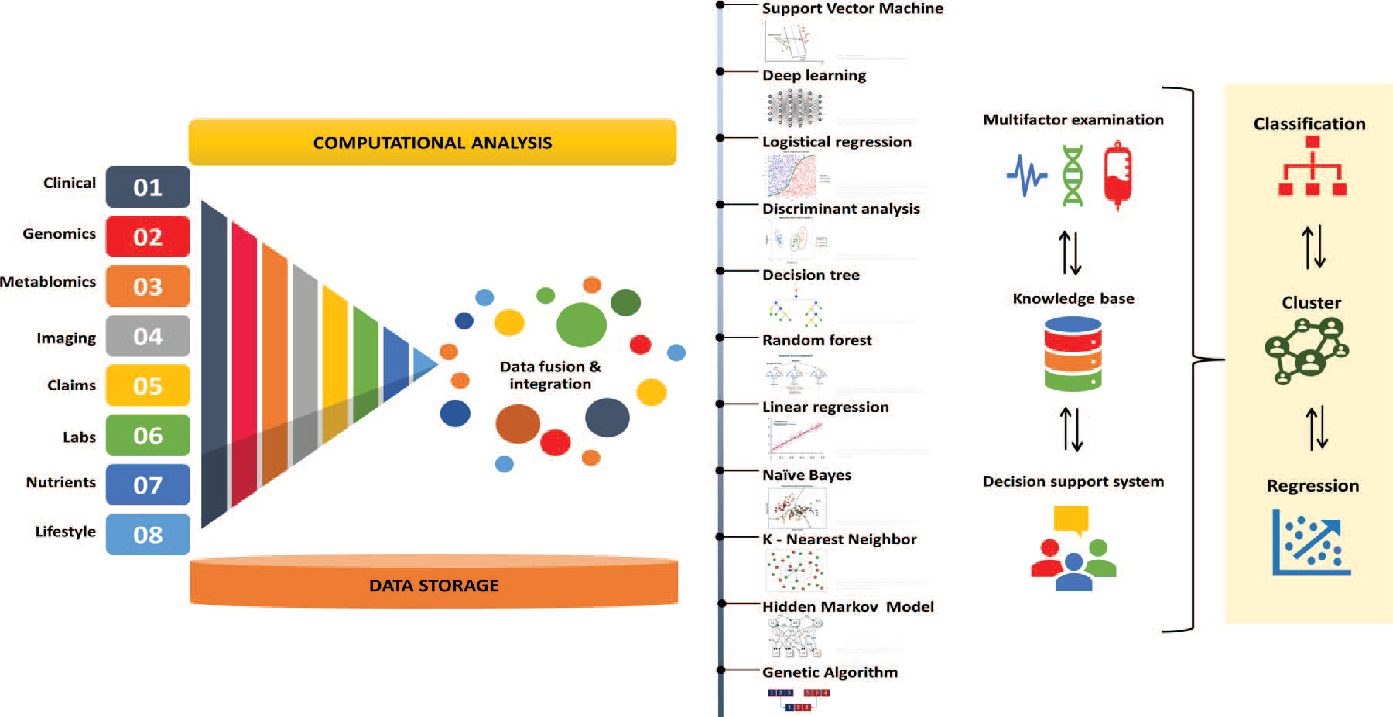 COMPUTATIONAL ANALYSIS
Clinical 01
Genomics 02
Metablomics 03
Imaging 04
Claims 05
Labs 06
Nutrients 07
Lifestyle 08
Data fusion &
integration
DATA STORAGE
Support Vector Machine
Deep learning
Logistical regression
Discriminant analysis
Decision tree
Random forest
Linear regression
Naïve Bayes
K - Nearest Neighbor
Hidden Markov Model
Genetic Algorithm
Multifactor examination
Knowledge base
Decision support system
Classification
Cluster
Regression